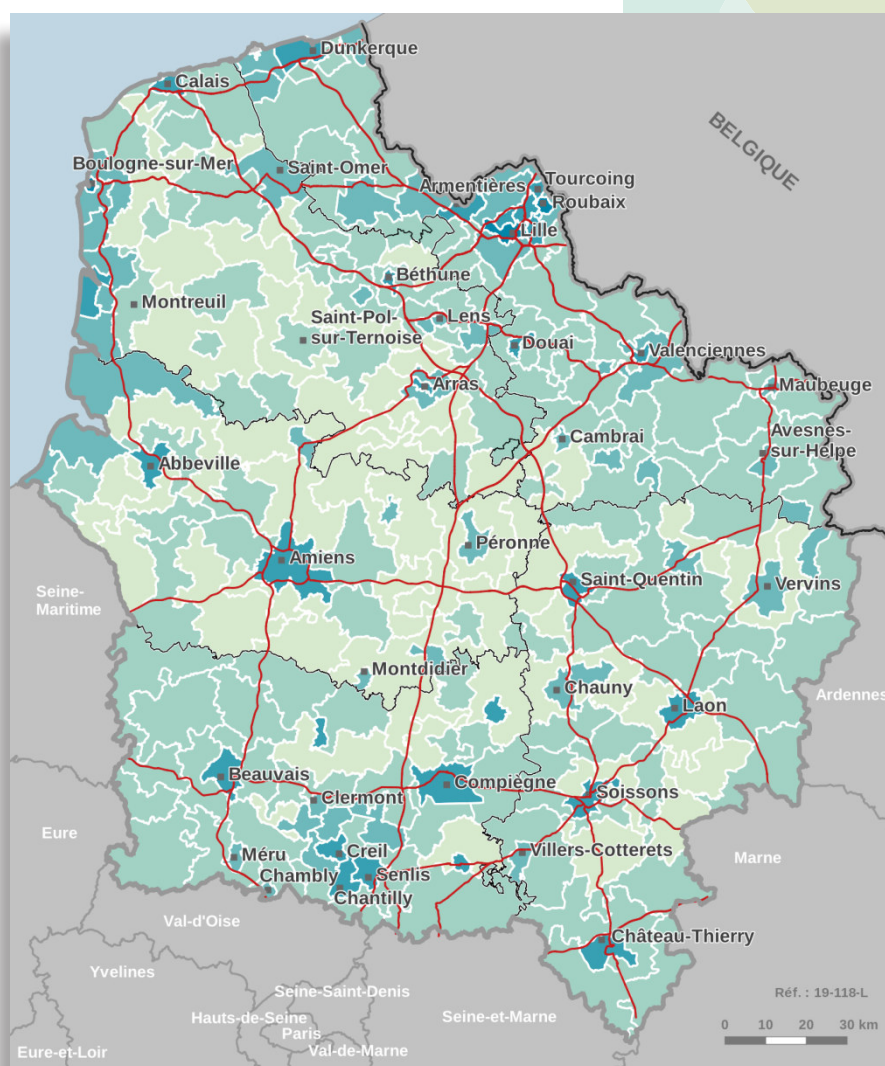 Dunkerque
Calais
BELGIQUE
Boulogne-sur-Mer
Saint-Omer
Armentières
Tourcoing
Roubaix
Lille
Béthune
Montreuil
Saint-Pol-
sur-Ternoise
Lens
Douai
Valenciennes
Arras
Maubeuge
Cambrai
Avesnes-
sur-Helpe
Abbeville
Amiens
Péronne
Saint-Quentin
Vervins
Seine-
Maritime
Montdidier
Chauny
Laon
Ardennes
Beauvais
Compiègne
Soissons
Clermont
Eure
Creil
Méru
Villers-Cotterets
Marne
Chambly
Senlis
Chantilly
Val-d'Oise
Château-Thierry
Yvelines
Seine-Saint-Denis
Réf. : 19-118-L
Hauts-de-Seine
Seine-et-Marne
Paris
0 10 20 30 km
Eure-et-Loir
Val-de-Marne